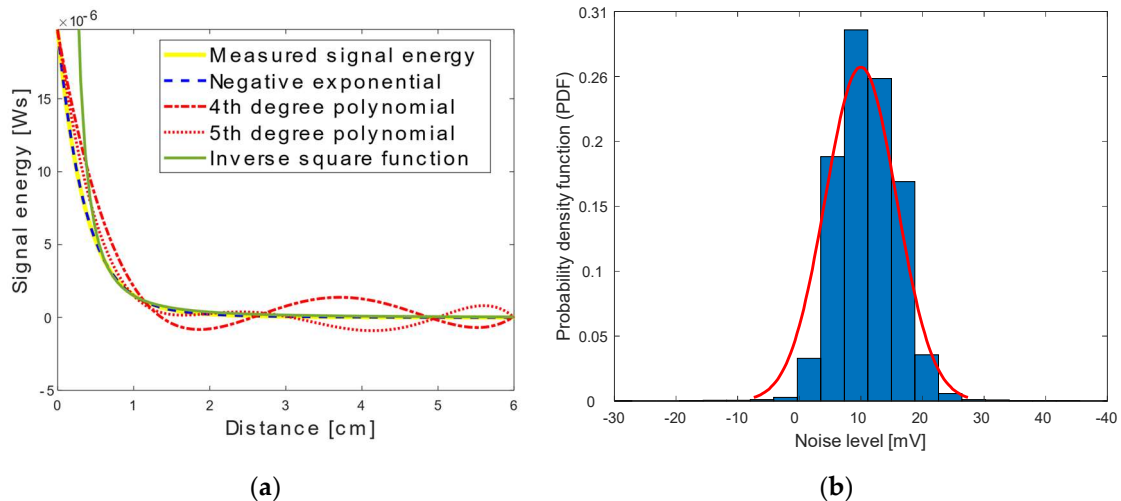 ×10⁻⁶
15
10
5
0
-5
Signal energy [Ws]
Measured signal energy
Negative exponential
4th degree polynomial
5th degree polynomial
Inverse square function
0 1 2 3 4 5 6
Distance [cm]
(a)
0.31
0.26
0.21
0.15
0.1
0.05
0
Probability density function (PDF)
-30 -20 -10 0 10 20 30 -40
Noise level [mV]
(b)